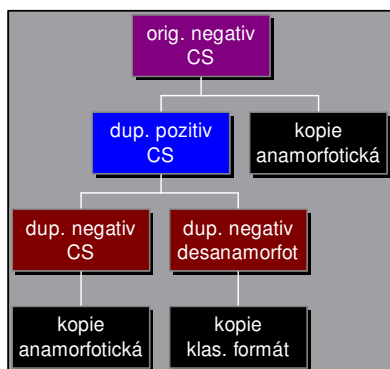 orig. negativ
CS
dup. pozitiv
CS
kopie
anamorfotická
dup. negativ
CS
dup. negativ
desanamorfot
kopie
anamorfotická
kopie
klas. formát